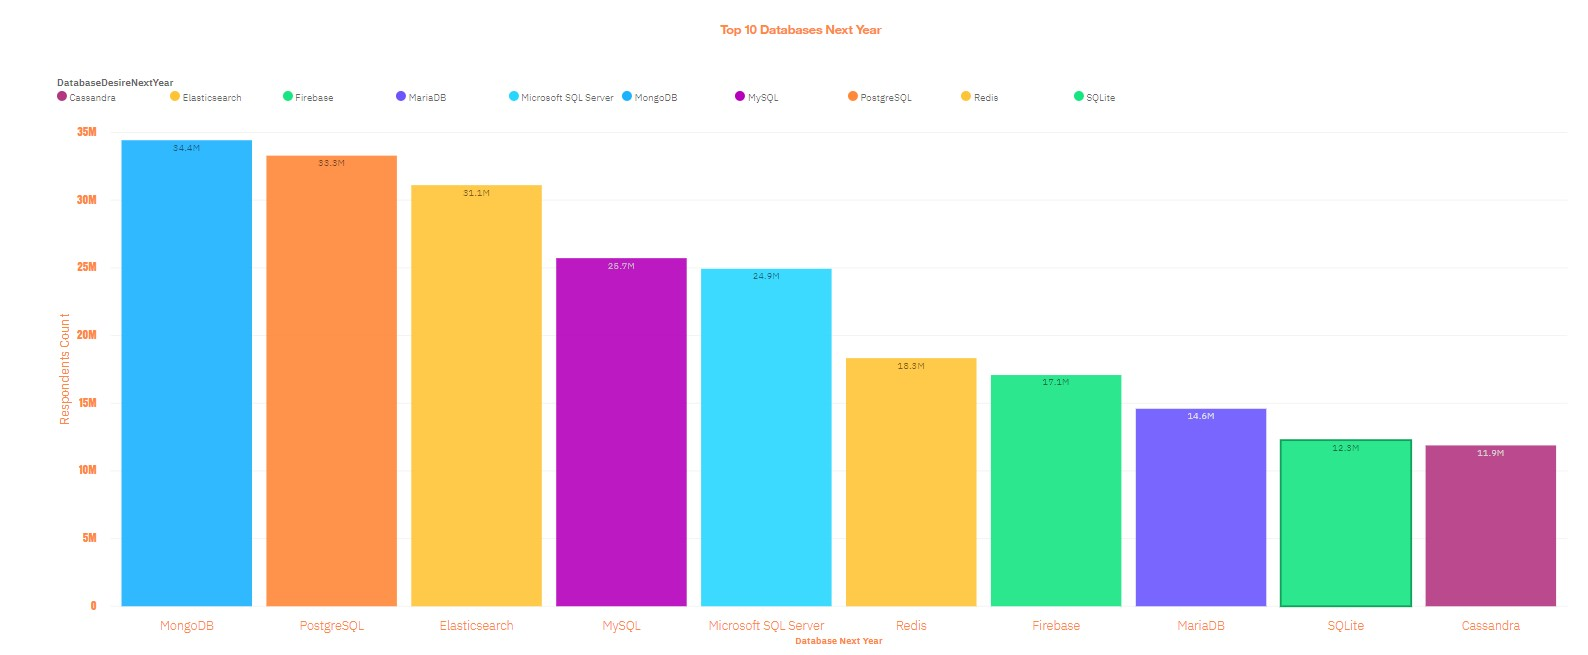 Top 10 Databases Next Year
DatabaseDesireNextYear
Cassandra Elasticsearch Firebase MariaDB Microsoft SQL Server MongoDB MySQL PostgreSQL Redis SQLite
35M
30M
25M
20M
15M
10M
5M
0
Respondents Count
34.4M 33.3M 31.1M 25.7M 24.9M 18.3M 17.1M 14.6M 12.3M 11.9M
MongoDB PostgreSQL Elasticsearch MySQL Microsoft SQL Server Redis Firebase MariaDB SQLite Cassandra
Database Next Year